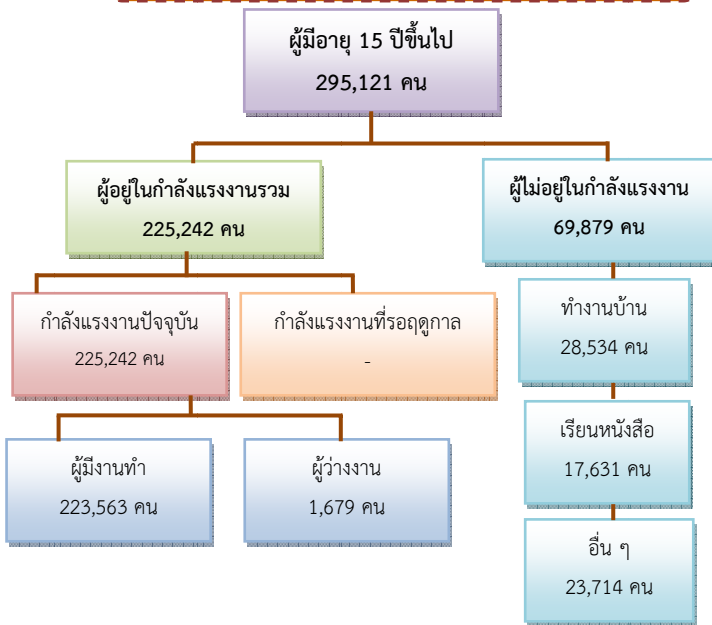 ผู้มีอายุ 15 ปีขึ้นไป
295,121 คน
ผู้อยู่ในกำลังแรงงานรวม
225,242 คน
ผู้ไม่อยู่ในกำลังแรงงาน
69,879 คน
กำลังแรงงานปัจจุบัน
225,242 คน
กำลังแรงงานที่รอฤดูกาล
-
ทำงานบ้าน
28,534 คน
ผู้มีงานทำ
223,563 คน
ผู้ว่างงาน
1,679 คน
เรียนหนังสือ
17,631 คน
อื่น ๆ
23,714 คน